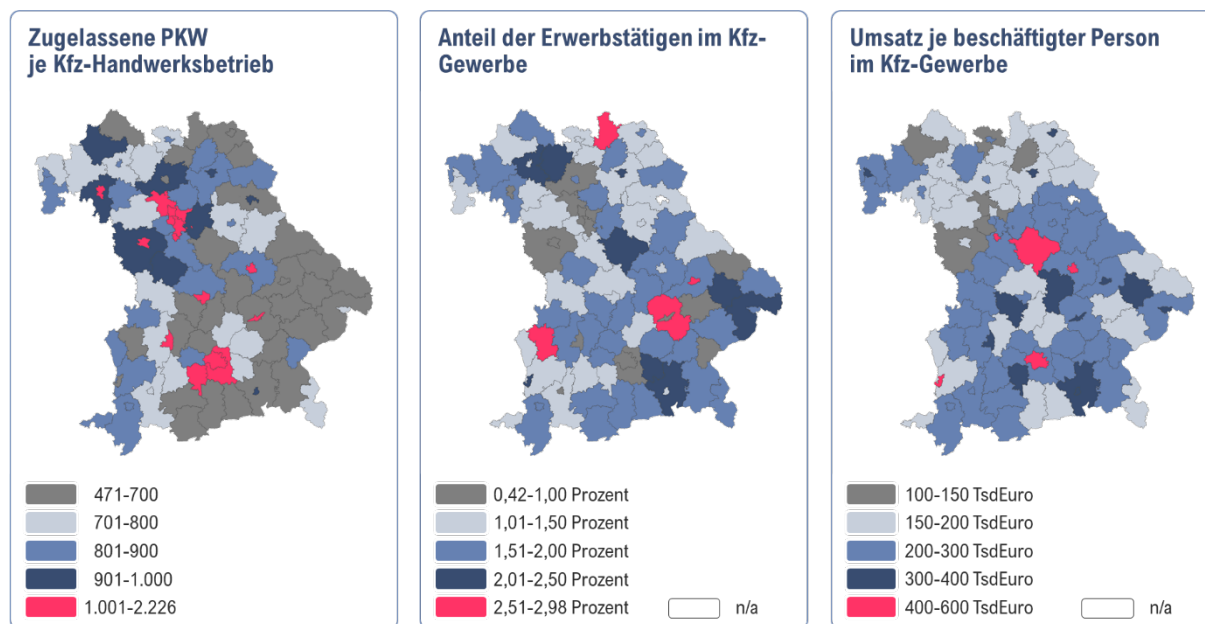 Zugelassene PKW
je Kfz-Handwerksbetrieb
471-700
701-800
801-900
901-1.000
1.001-2.226
Anteil der Erwerbstätigen im Kfz-
Gewerbe
0,42-1,00 Prozent
1,01-1,50 Prozent
1,51-2,00 Prozent
2,01-2,50 Prozent
2,51-2,98 Prozent
n/a
Umsatz je beschäftigter Person
im Kfz-Gewerbe
100-150 TsdEuro
150-200 TsdEuro
200-300 TsdEuro
300-400 TsdEuro
400-600 TsdEuro
n/a